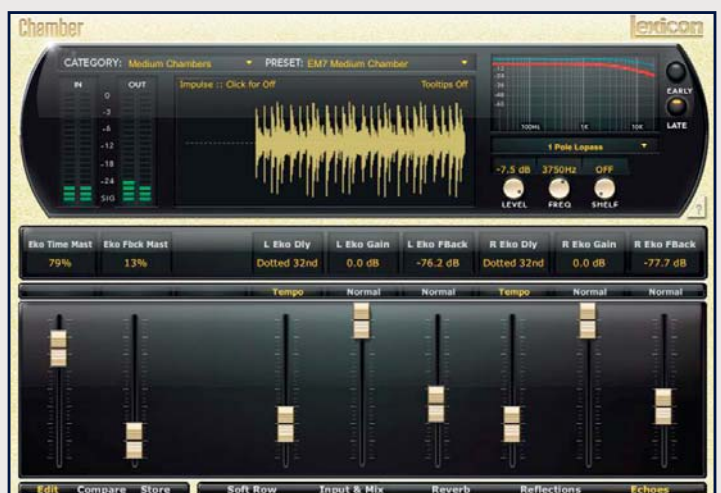 Chamber
lexicon
CATEGORY: Medium Chambers PRESET: EM7 Medium Chamber
IN OUT
Impulse :: Click for Off Tooltips Off
0
-3
-6
-12
-18
-24
SIG
100HZ 1K 10K
EARLY
LATE
1 Pole Lopass
-7.5 dB 3750Hz OFF
LEVEL FREQ SHELF
?
Eko Time Mast Eko Fbck Mast L Eko Dly L Eko Gain L Eko FBack R Eko Dly R Eko Gain R Eko FBack
79% 13% Dotted 32nd 0.0 dB -76.2 dB Dotted 32nd 0.0 dB -77.7 dB
Tempo Normal Normal Tempo Normal Normal
Edit Compare Store Soft Row Input & Mix Reverb Reflections Echoes